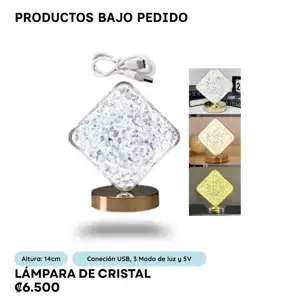 PRODUCTOS BAJO PEDIDO
Altura: 14cm
Coneción USB, 3 Modo de luz y 5V
LÁMPARA DE CRISTAL
₡6.500